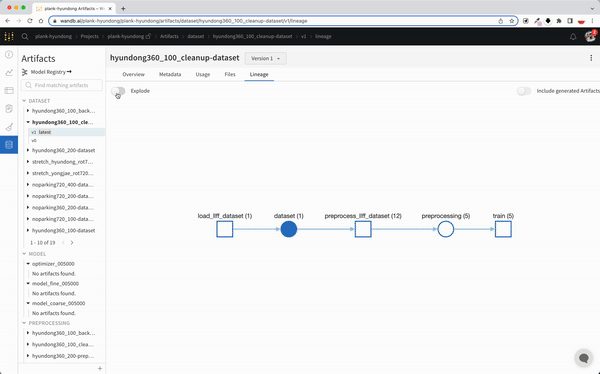 plank-hyundong Artifacts – W
wandb.ai/plank-hyundong/plank-hyundong/artifacts/dataset/hyundong360_100_cleanup-dataset/v1/lineage
plank-hyundong > Projects > plank-hyundong > Artifacts > dataset > hyundong360_100_cleanup-dataset > v1 > lineage
Artifacts
Model Registry
Find matching artifacts
DATASET
hyundong360_100_back...
hyundong360_100_cle...
v1 latest
v0
hyundong360_200-dataset
stretch_hyundong_rot7...
stretch_yongjae_rot720...
noparking720_400-data...
noparking720_200-data...
noparking360_200-data...
noparking720_100-data...
hyundong360_100-dataset
1 - 10 of 19
MODEL
optimizer_005000
No artifacts found.
model_fine_005000
No artifacts found.
model_coarse_005000
No artifacts found.
PREPROCESSING
hyundong360_100_back...
hyundong360_100_clea...
hyundong360_200-prep...
hyundong360_100_cleanup-dataset
Version 1
Overview Metadata Usage Files Lineage
Explode
Include generated Artifacts
load_llff_dataset (1) dataset (1) preprocess_llff_dataset (12) preprocessing (5) train (5)